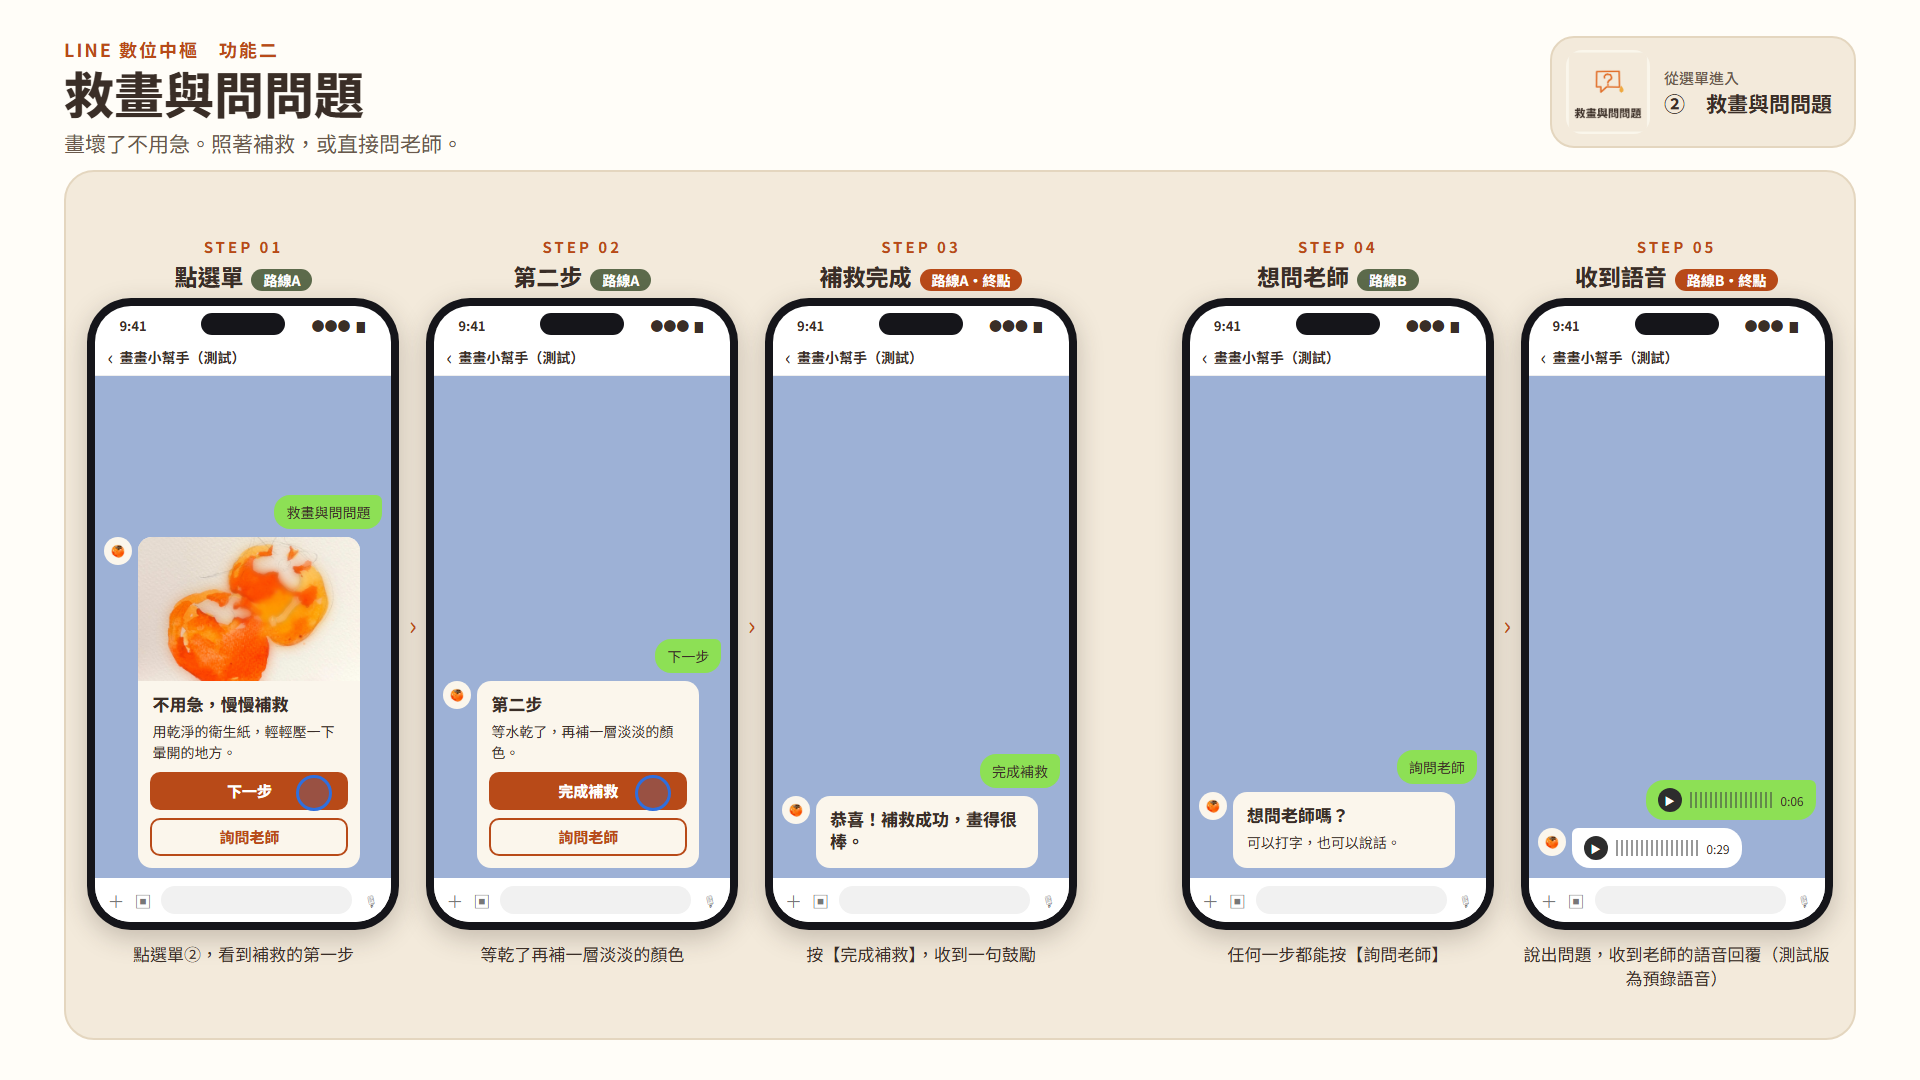 LINE 數位中樞　功能二
救畫與問問題
畫壞了不用急。照著補救，或直接問老師。
救畫與問問題
從選單進入
②　救畫與問問題
STEP 01
點選單 路線A
9:41
‹ 畫畫小幫手（測試）
救畫與問問題
不用急，慢慢補救
用乾淨的衛生紙，輕輕壓一下
暈開的地方。
下一步
詢問老師
點選單②，看到補救的第一步
STEP 02
第二步 路線A
9:41
‹ 畫畫小幫手（測試）
下一步
第二步
等水乾了，再補一層淡淡的顏
色。
完成補救
詢問老師
等乾了再補一層淡淡的顏色
STEP 03
補救完成 路線A・終點
9:41
‹ 畫畫小幫手（測試）
完成補救
恭喜！補救成功，畫得很
棒。
按【完成補救】，收到一句鼓勵
STEP 04
想問老師 路線B
9:41
‹ 畫畫小幫手（測試）
詢問老師
想問老師嗎？
可以打字，也可以說話。
任何一步都能按【詢問老師】
STEP 05
收到語音 路線B・終點
9:41
‹ 畫畫小幫手（測試）
0:06
0:29
說出問題，收到老師的語音回覆（測試版
為預錄語音）